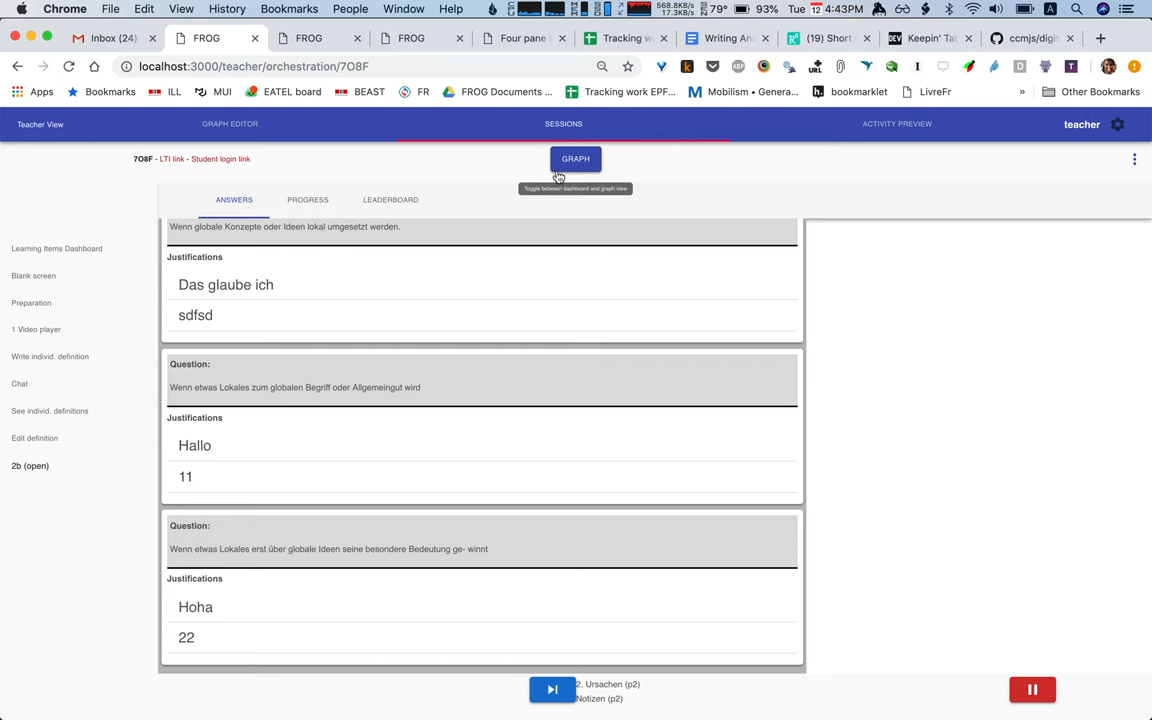 Chrome File Edit View History Bookmarks People Window Help 568.8KB/s 17.3KB/s 79° 93% Tue 12 4:43PM
Inbox (24) FROG FROG FROG Four pane Tracking w Writing An (19) Short DEV Keepin' Ta ccmjs/digit
localhost:3000/teacher/orchestration/7O8F
Apps Bookmarks ILL MUI EATEL board BEAST FR FROG Documents ... Tracking work EPF... Mobilism • Genera... bookmarklet LivreFr » Other Bookmarks
Teacher View GRAPH EDITOR SESSIONS ACTIVITY PREVIEW teacher
7O8F - LTI link - Student login link GRAPH
Toggle between dashboard and graph view
ANSWERS PROGRESS LEADERBOARD
Learning Items Dashboard
Blank screen
Preparation
1 Video player
Write individ. definition
Chat
See individ. definitions
Edit definition
2b (open)
Wenn globale Konzepte oder Ideen lokal umgesetzt werden.
Justifications
Das glaube ich
sdfsd
Question:
Wenn etwas Lokales zum globalen Begriff oder Allgemeingut wird
Justifications
Hallo
11
Question:
Wenn etwas Lokales erst über globale Ideen seine besondere Bedeutung ge- winnt
Justifications
Hoha
22
2. Ursachen (p2)
Notizen (p2)